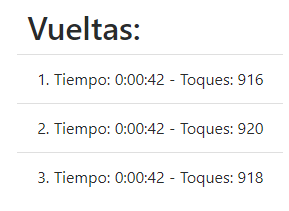 Vueltas:
1. Tiempo: 0:00:42 - Toques: 916
2. Tiempo: 0:00:42 - Toques: 920
3. Tiempo: 0:00:42 - Toques: 918